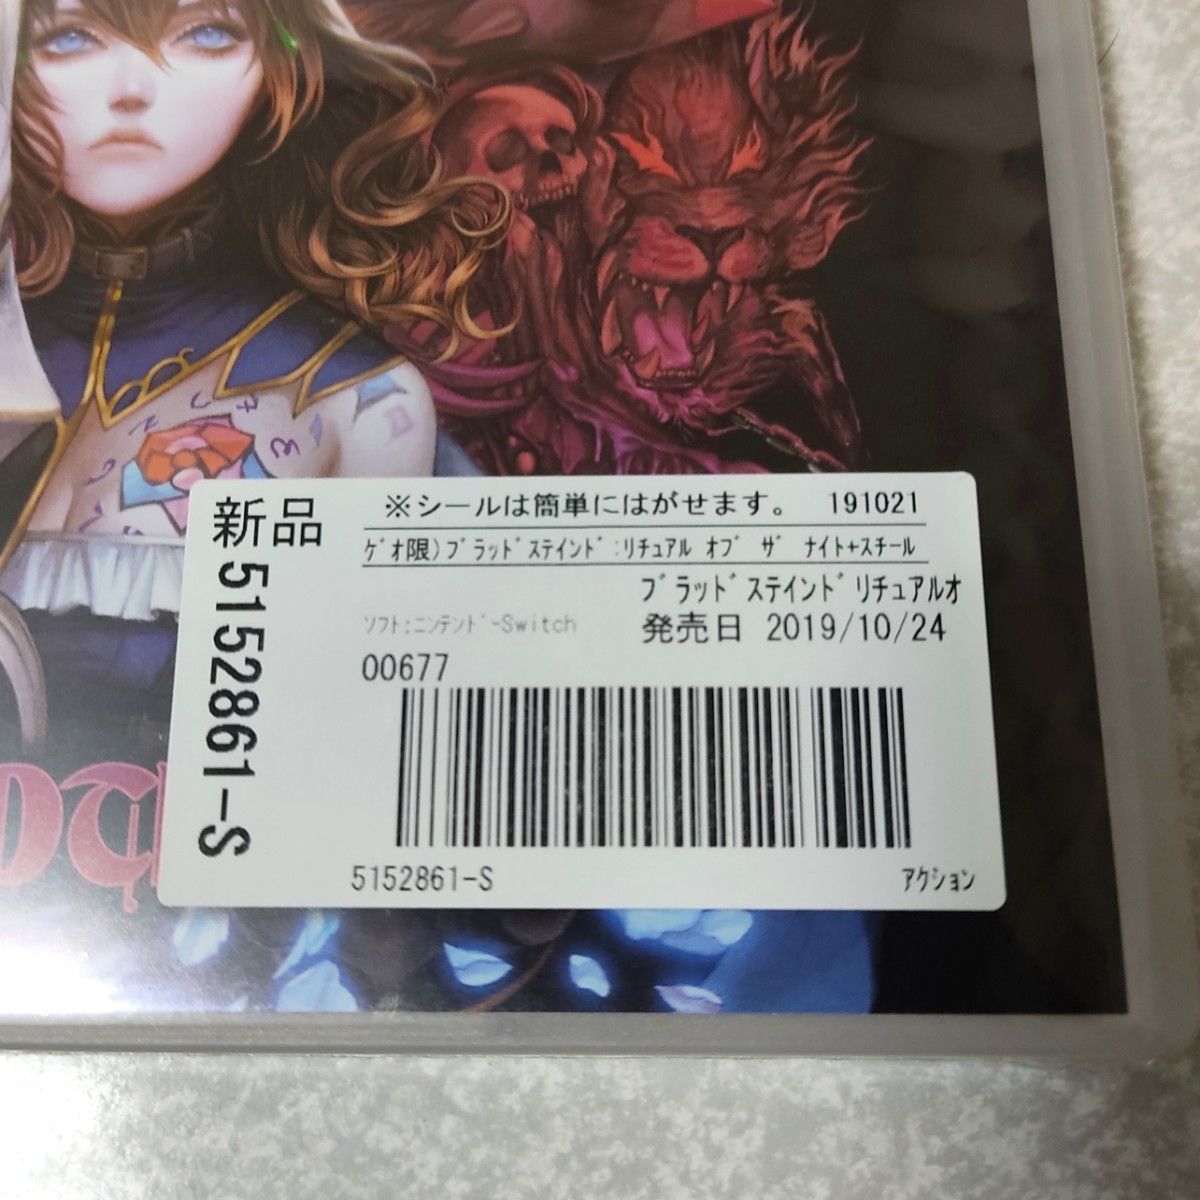 新品
5152861-S
※シールは簡単にはがせます。 191021
ｹﾞｵ限)ﾌﾞﾗｯﾄﾞｽﾃｲﾝﾄﾞ:ﾘﾁｭｱﾙ ｵﾌﾞ ｻﾞ ﾅｲﾄ+ｽﾁｰﾙ
ﾌﾞﾗｯﾄﾞｽﾃｲﾝﾄﾞﾘﾁｭｱﾙｵ
ｿﾌﾄ:ﾆﾝﾃﾝﾄﾞｰSwitch
発売日 2019/10/24
00677
5152861-S
ｱｸｼｮﾝ